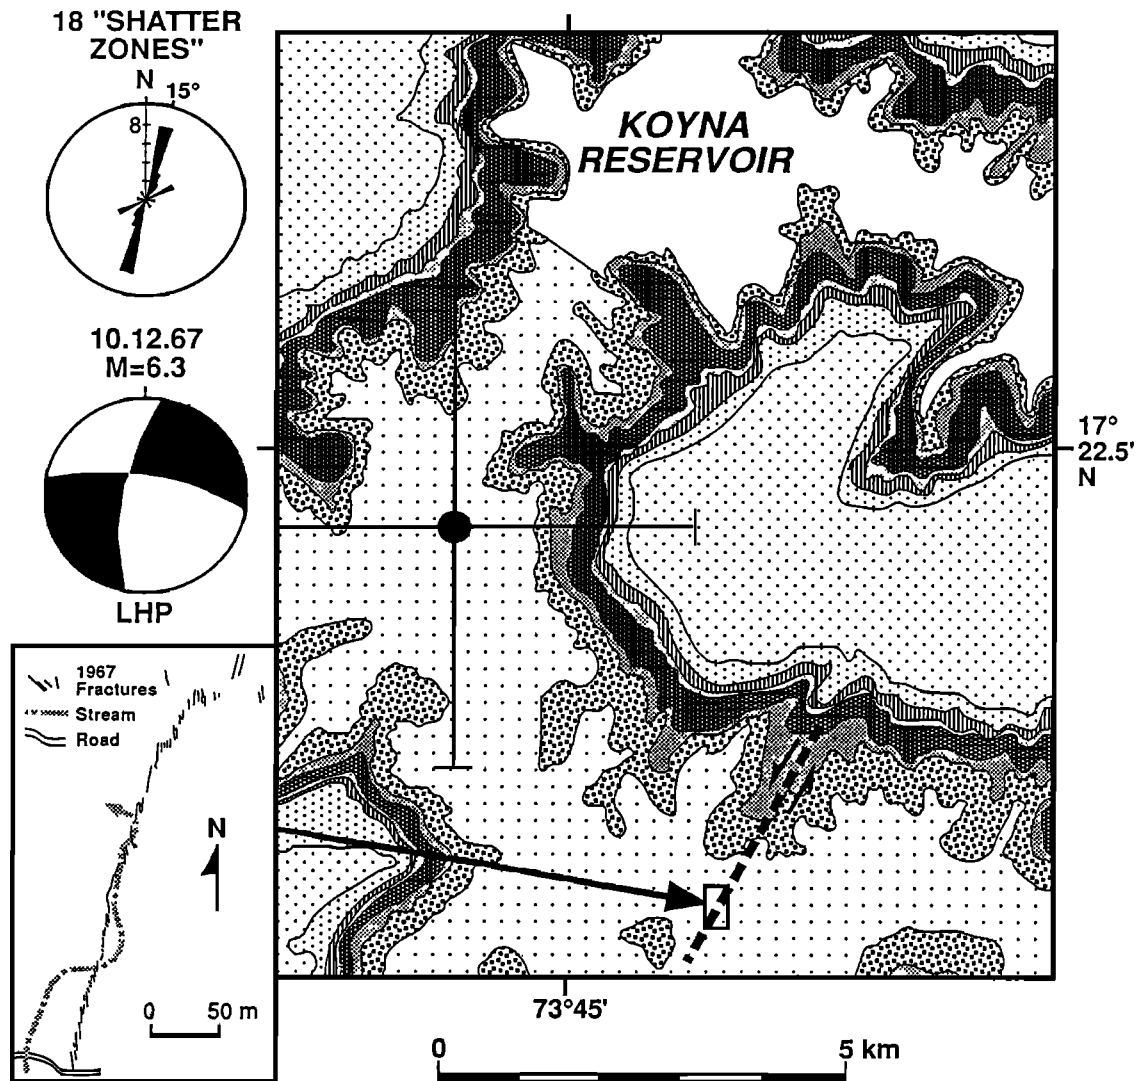 18 "SHATTER
ZONES"
N
15°
8
10.12.67
M=6.3
LHP
1967
Fractures
Stream
Road
N
0 50 m
KOYNA
RESERVOIR
17°
22.5'
N
73°45'
0 5 km